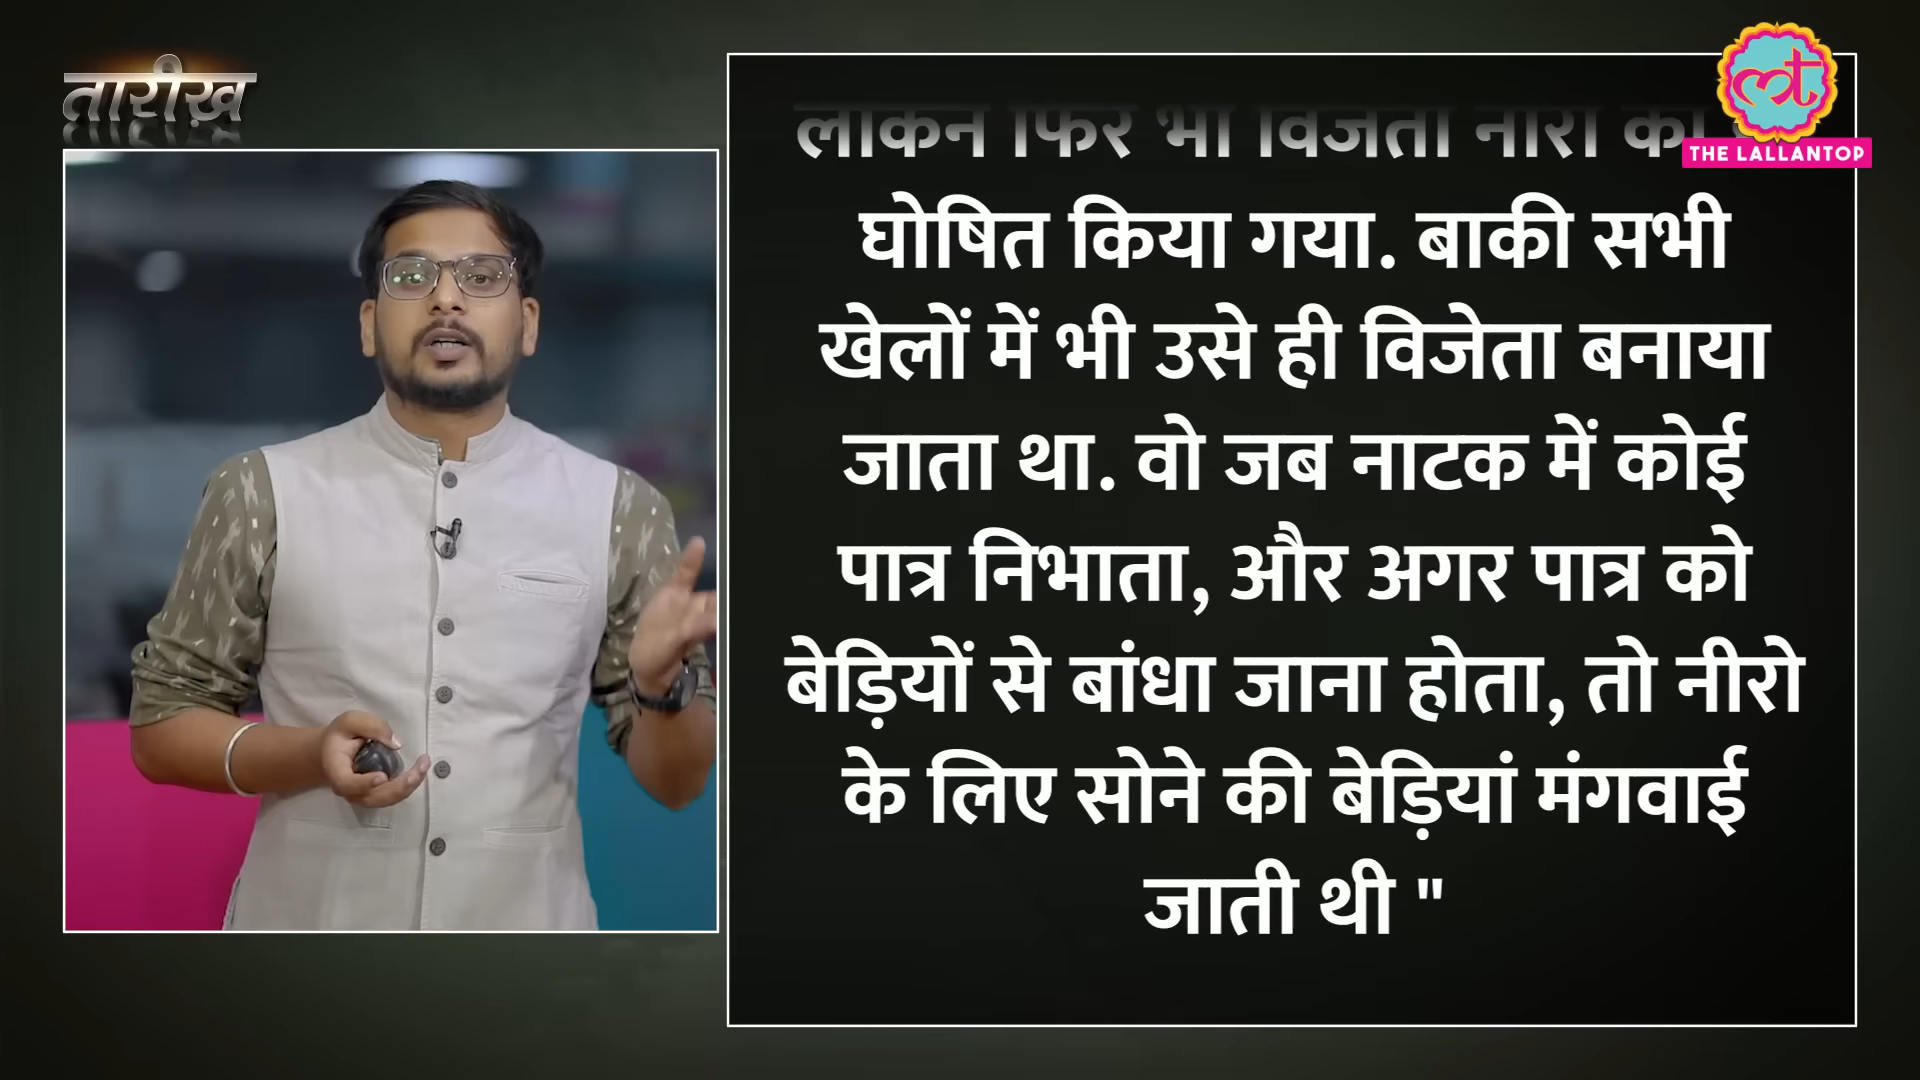 तारीख़
THE LALLANTOP
लेकिन फिर भी विजेता नीरो को
घोषित किया गया. बाकी सभी
खेलों में भी उसे ही विजेता बनाया
जाता था. वो जब नाटक में कोई
पात्र निभाता, और अगर पात्र को
बेड़ियों से बांधा जाना होता, तो नीरो
के लिए सोने की बेड़ियां मंगवाई
जाती थी "